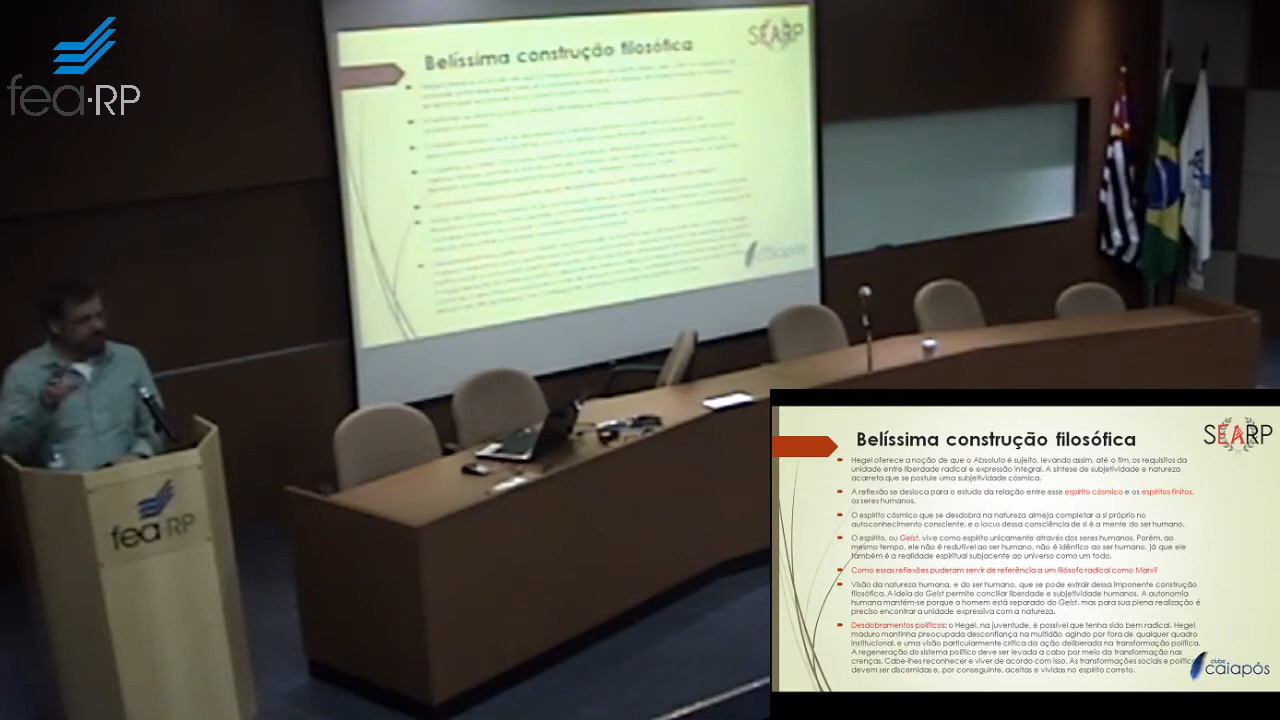 fea·RP
Belíssima construção filosófica
SEARP
caiapós
fea·RP
Belíssima construção filosófica
SEARP
Hegel oferece a noção de que o Absoluto é sujeito, levando assim, até o fim, os requisitos da
unidade entre liberdade radical e expressão integral. A síntese de subjetividade e natureza
acarreta que se postule uma subjetividade cósmica.
A reflexão se desloca para o estudo da relação entre esse espírito cósmico e os espíritos finitos,
os seres humanos.
O espírito cósmico que se desdobra na natureza almeja completar a si próprio no
autoconhecimento consciente, e o locus dessa consciência de si é a mente do ser humano.
O espírito, ou Geist, vive como espírito unicamente através dos seres humanos. Porém, ao
mesmo tempo, ele não é redutível ao ser humano, não é idêntico ao ser humano, já que ele
também é a realidade espiritual subjacente ao universo como um todo.
Como essas reflexões puderam servir de referência a um filósofo radical como Marx?
Visão da natureza humana, e do ser humano, que se pode extrair dessa imponente construção
filosófica. A ideia do Geist permite conciliar liberdade e subjetividade humanas. A autonomia
humana mantém-se porque o homem está separado do Geist, mas para sua plena realização é
preciso encontrar a unidade expressiva com a natureza.
Desdobramentos políticos: o Hegel, na juventude, é possível que tenha sido bem radical. Hegel
maduro mantinha preocupada desconfiança na multidão agindo por fora de qualquer quadro
institucional, e uma visão particularmente crítica da ação deliberada na transformação política.
A regeneração do sistema político deve ser levada a cabo por meio da transformação nas
crenças. Cabe-lhes reconhecer e viver de acordo com isso. As transformações sociais e política
devem ser discernidas e, por conseguinte, aceitas e vividas no espírito correto.
clube
caiapós